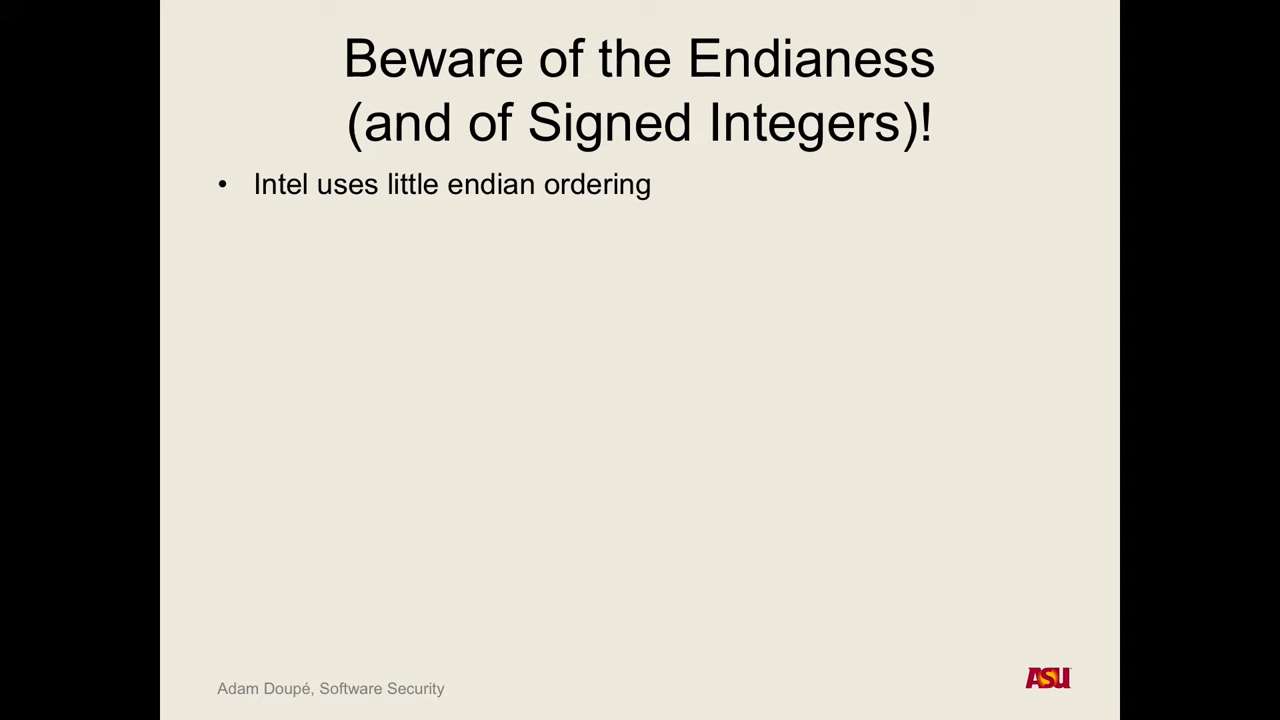 Beware of the Endianess
(and of Signed Integers)!
• Intel uses little endian ordering
Adam Doupé, Software Security
ASU